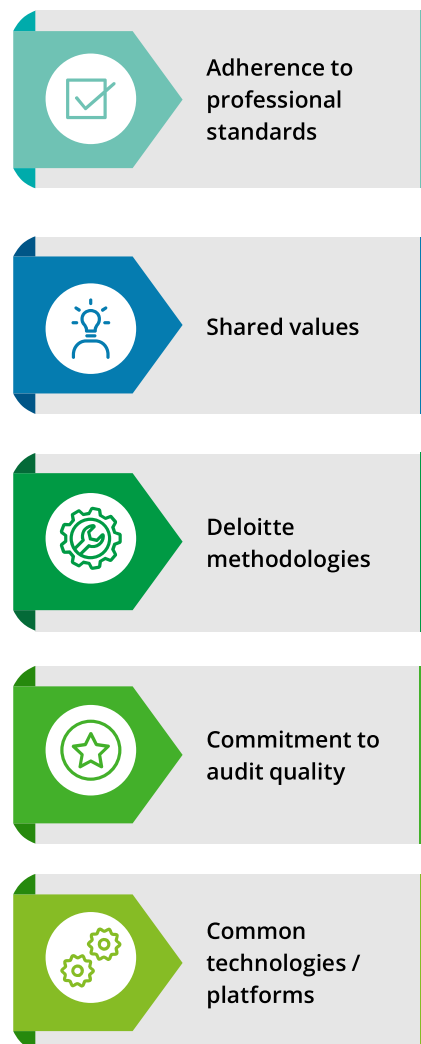 Adherence to
professional
standards
Shared values
Deloitte
methodologies
Commitment to
audit quality
Common
technologies /
platforms